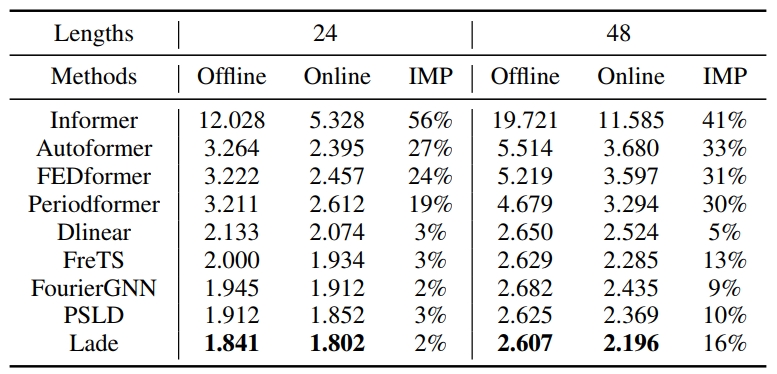 Lengths 24 48
Methods Offline Online IMP Offline Online IMP
Informer 12.028 5.328 56% 19.721 11.585 41%
Autoformer 3.264 2.395 27% 5.514 3.680 33%
FEDformer 3.222 2.457 24% 5.219 3.597 31%
Periodformer 3.211 2.612 19% 4.679 3.294 30%
Dlinear 2.133 2.074 3% 2.650 2.524 5%
FreTS 2.000 1.934 3% 2.629 2.285 13%
FourierGNN 1.945 1.912 2% 2.682 2.435 9%
PSLD 1.912 1.852 3% 2.625 2.369 10%
Lade 1.841 1.802 2% 2.607 2.196 16%